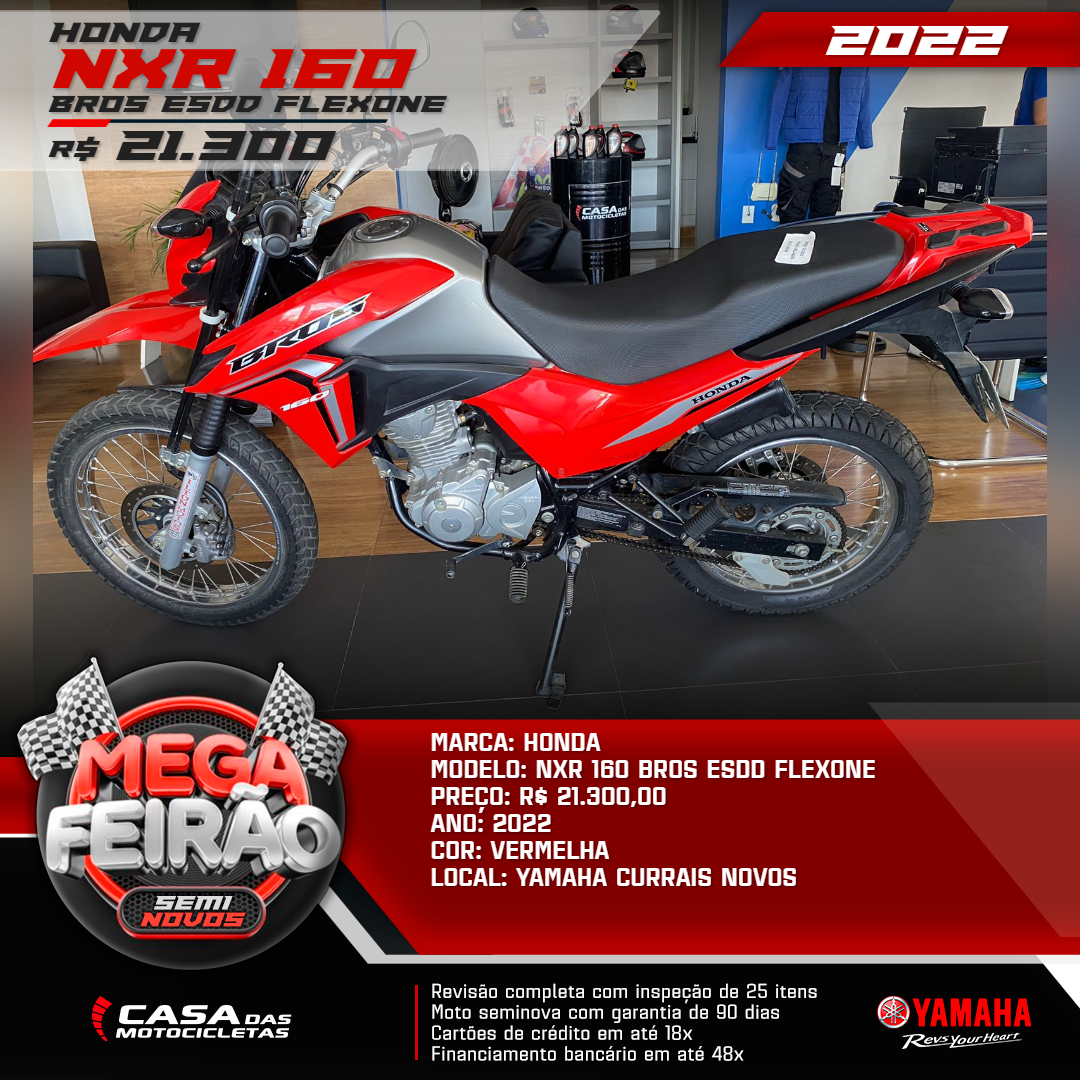 HONDA
NXR 160
BROS ESDD FLEXONE
R$ 21.300
2022
CASA DAS
MOTOCICLETAS
BROS
160
HONDA
MEGA
FEIRÃO
SEMI
NOVOS
MARCA: HONDA
MODELO: NXR 160 BROS ESDD FLEXONE
PREÇO: R$ 21.300,00
ANO: 2022
COR: VERMELHA
LOCAL: YAMAHA CURRAIS NOVOS
CASA DAS
MOTOCICLETAS
Revisão completa com inspeção de 25 itens
Moto seminova com garantia de 90 dias
Cartões de crédito em até 18x
Financiamento bancário em até 48x
YAMAHA
Revs Your Heart